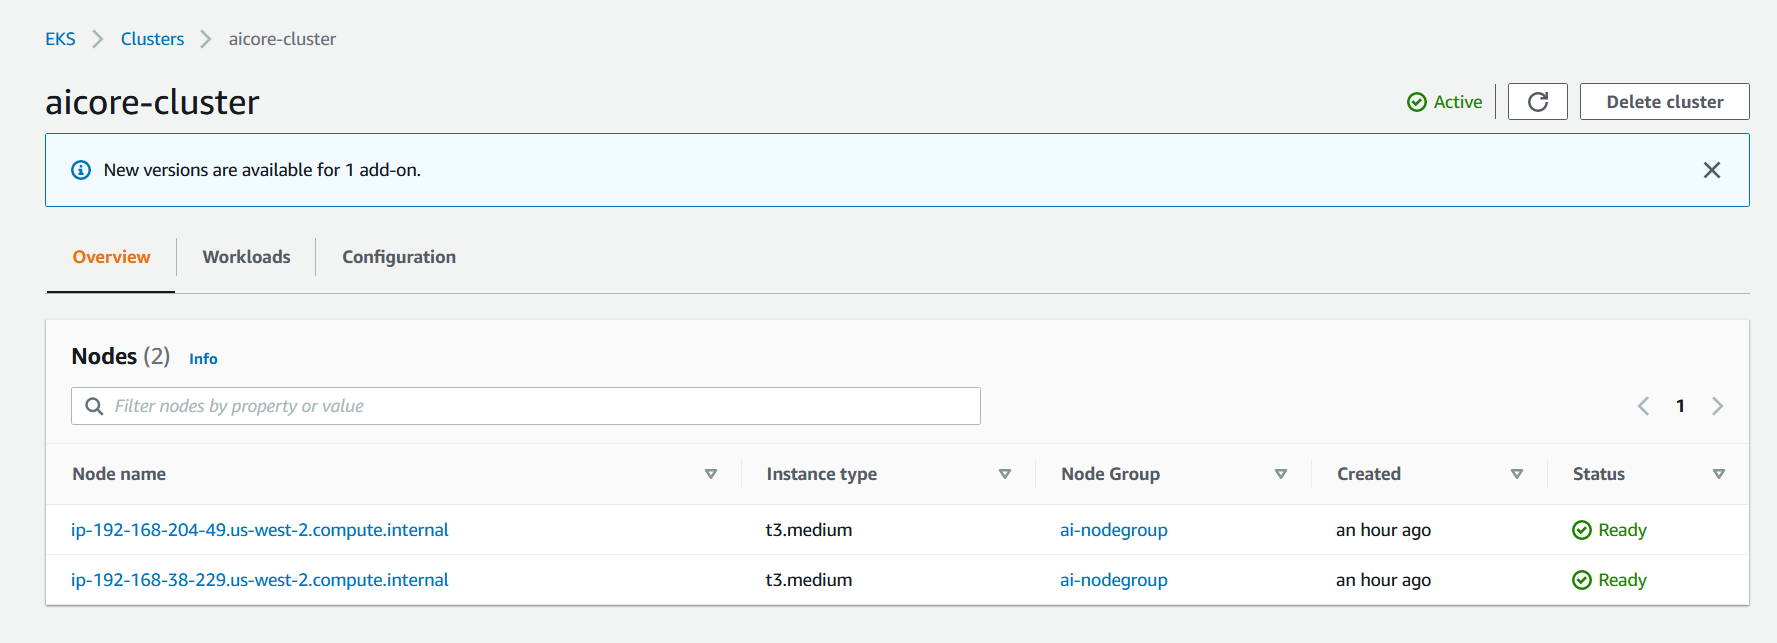 EKS Clusters aicore-cluster
aicore-cluster
Active Delete cluster
New versions are available for 1 add-on.
Overview Workloads Configuration
Nodes (2) Info
Filter nodes by property or value 1
Node name Instance type Node Group Created Status
ip-192-168-204-49.us-west-2.compute.internal t3.medium ai-nodegroup an hour ago Ready
ip-192-168-38-229.us-west-2.compute.internal t3.medium ai-nodegroup an hour ago Ready